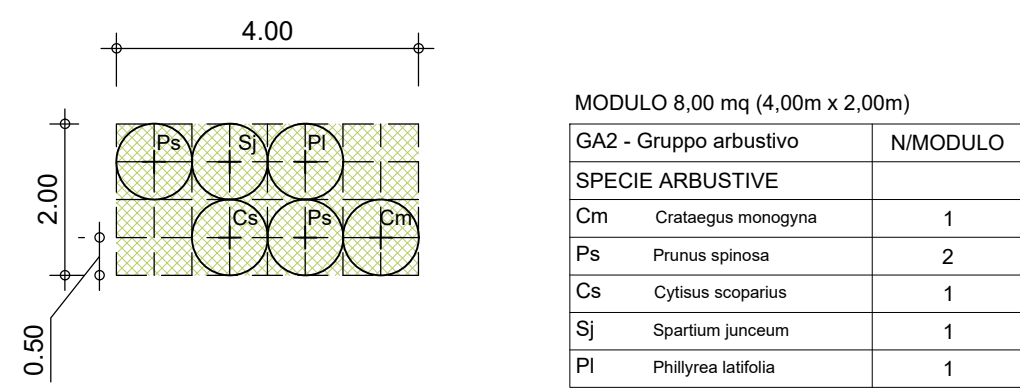 4.00
2.00
0.50
Ps Sj Pl
Cs Ps Cm
MODULO 8,00 mq (4,00m x 2,00m)
GA2 - Gruppo arbustivo N/MODULO
SPECIE ARBUSTIVE
Cm Crataegus monogyna 1
Ps Prunus spinosa 2
Cs Cytisus scoparius 1
Sj Spartium junceum 1
Pl Phillyrea latifolia 1